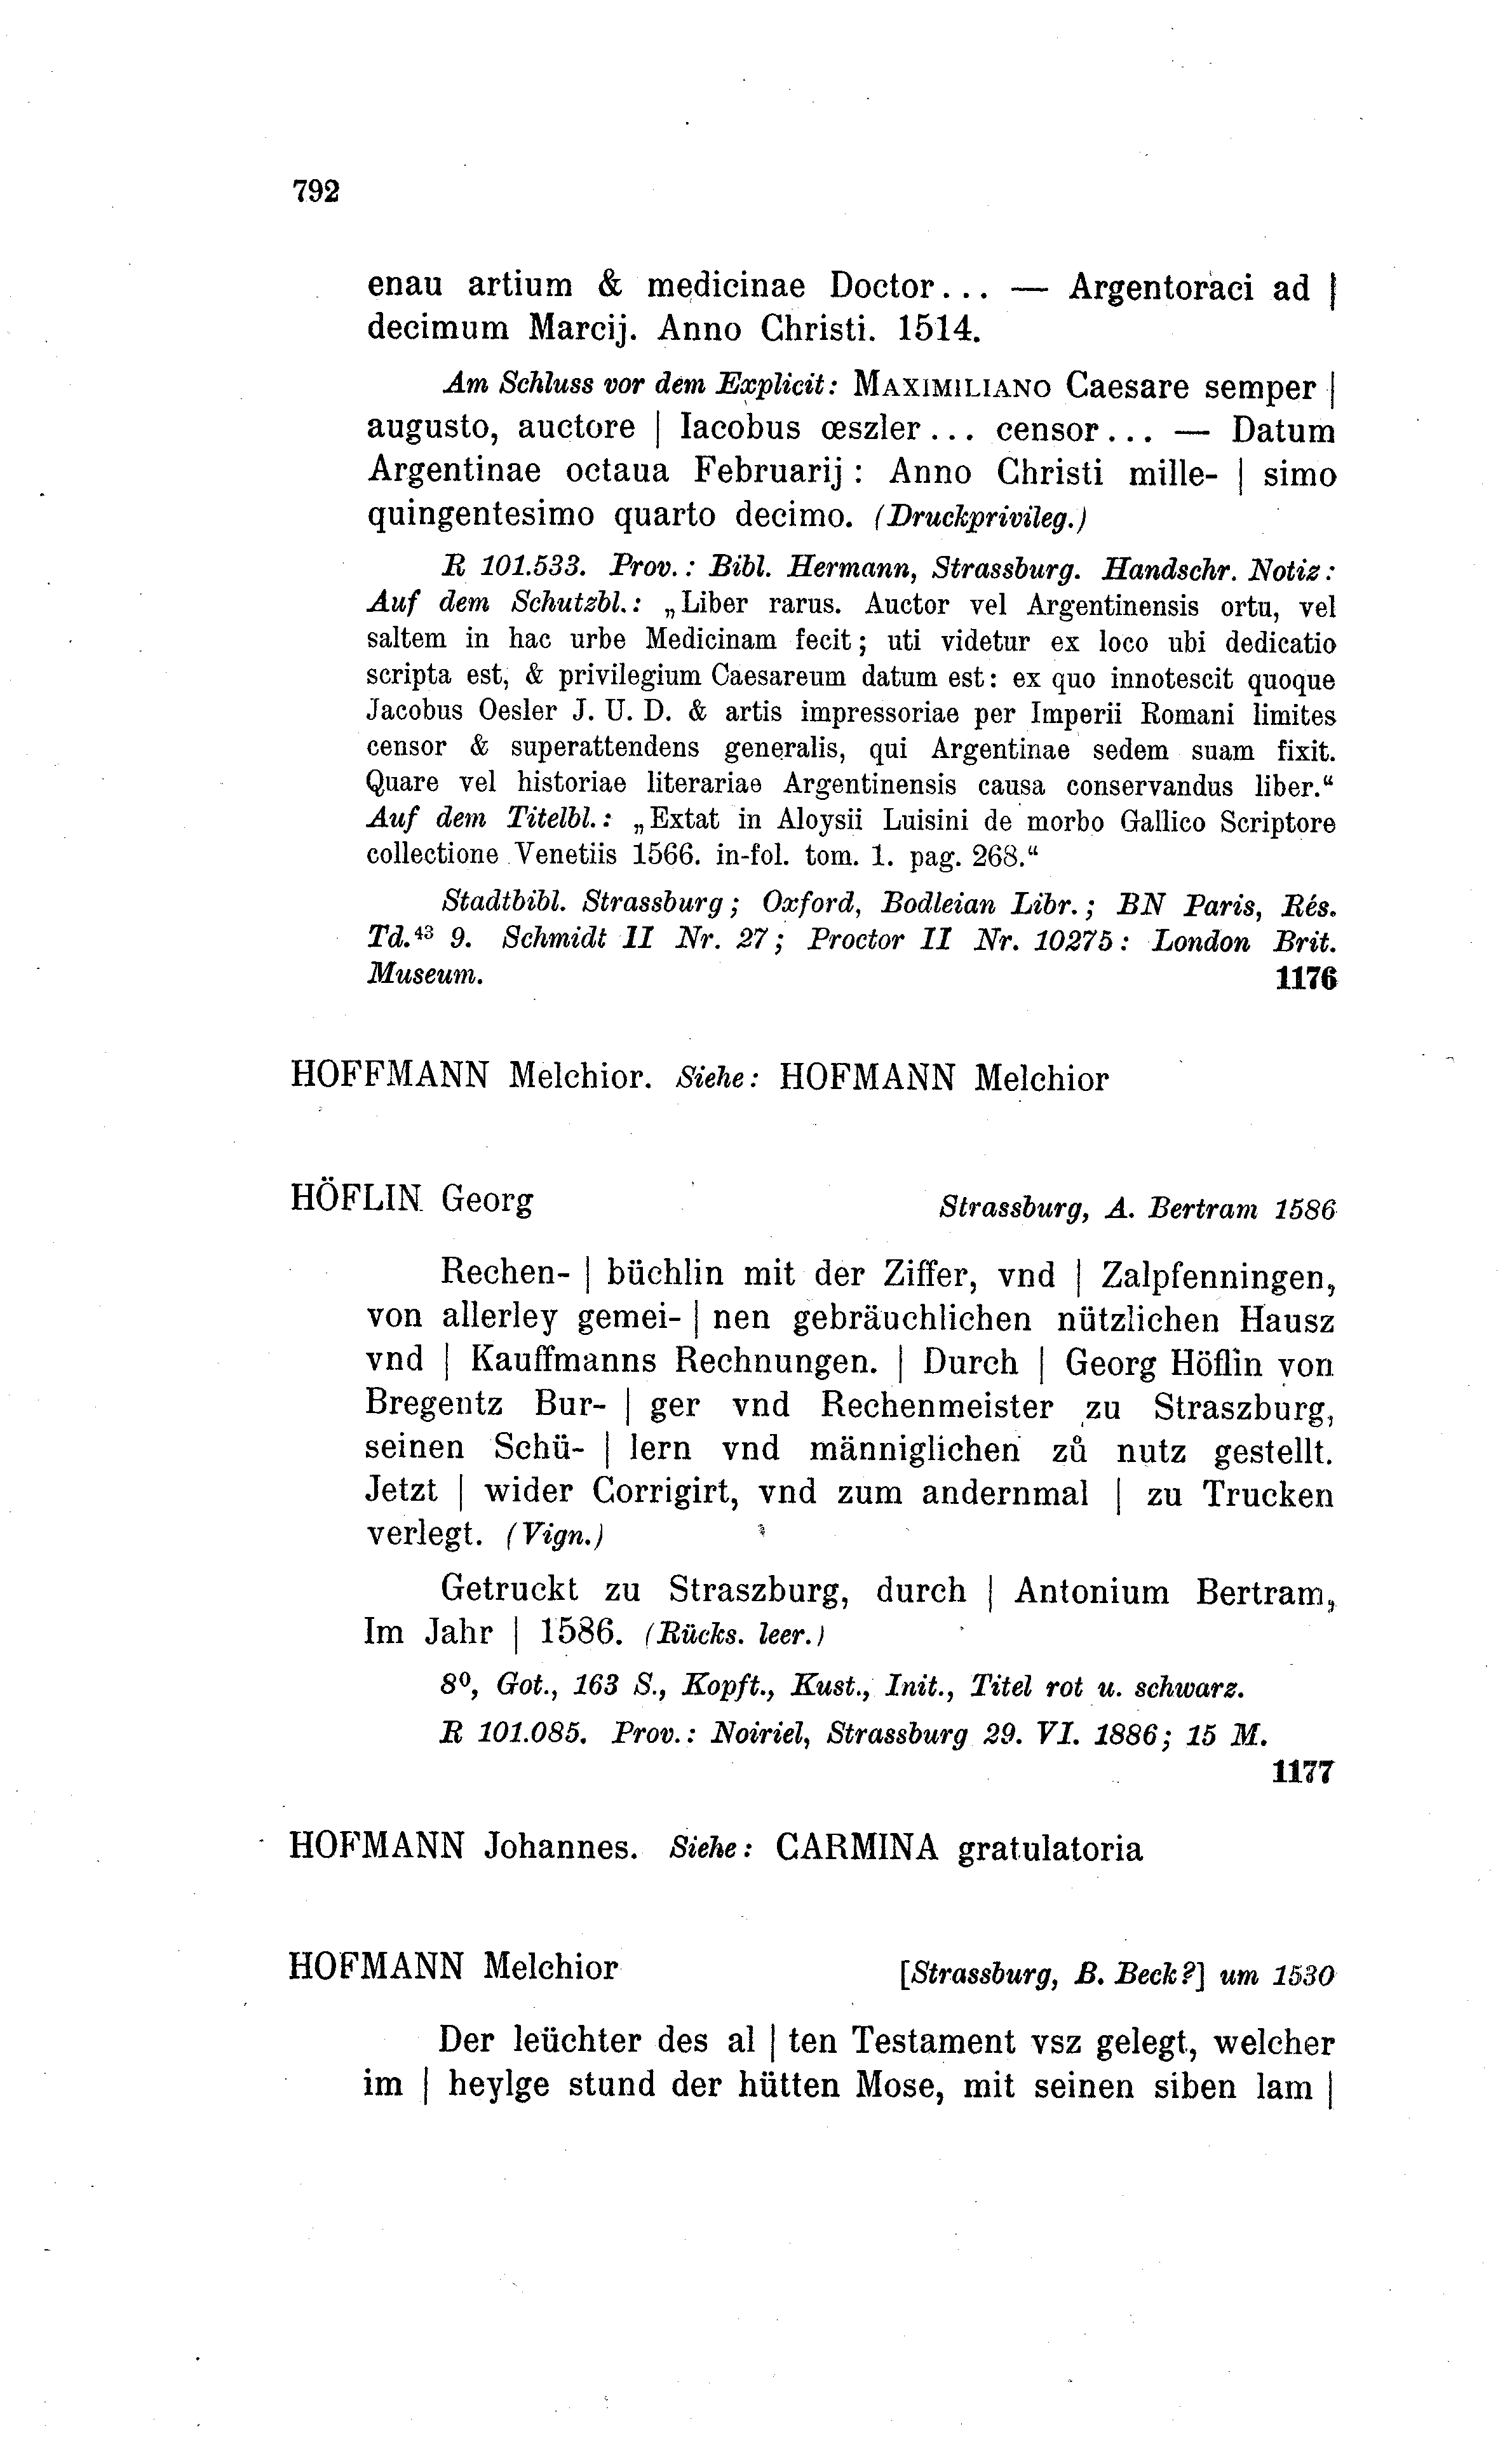 792
enau artium & medicinae Doctor... — Argentoraci ad |
decimum Marcij. Anno Christi. 1514.
Am Schluss vor dem Explicit: MAXIMILIANO Caesare semper |
augusto, auctore | Iacobus œszler... censor... — Datum
Argentinae octaua Februarij: Anno Christi mille- | simo
quingentesimo quarto decimo. (Druckprivileg.)
R 101.533. Prov.: Bibl. Hermann, Strassburg. Handschr. Notiz:
Auf dem Schutzbl.: „Liber rarus. Auctor vel Argentinensis ortu, vel
saltem in hac urbe Medicinam fecit; uti videtur ex loco ubi dedicatio
scripta est, & privilegium Caesareum datum est: ex quo innotescit quoque
Jacobus Oesler J. U. D. & artis impressoriae per Imperii Romani limites
censor & superattendens generalis, qui Argentinae sedem suam fixit.
Quare vel historiae literariae Argentinensis causa conservandus liber.“
Auf dem Titelbl.: „Extat in Aloysii Luisini de morbo Gallico Scriptore
collectione Venetiis 1566. in-fol. tom. 1. pag. 268.“
Stadtbibl. Strassburg; Oxford, Bodleian Libr.; BN Paris, Rés.
Td.⁴³ 9. Schmidt II Nr. 27; Proctor II Nr. 10275: London Brit.
Museum. 1176
HOFFMANN Melchior. Siehe: HOFMANN Melchior
HÖFLIN Georg Strassburg, A. Bertram 1586
Rechen- | büchlin mit der Ziffer, vnd | Zalpfenningen,
von allerley gemei- | nen gebräuchlichen nützlichen Hausz
vnd | Kauffmanns Rechnungen. | Durch | Georg Höflin von
Bregentz Bur- | ger vnd Rechenmeister zu Straszburg,
seinen Schü- | lern vnd männiglichen zů nutz gestellt.
Jetzt | wider Corrigirt, vnd zum andernmal | zu Trucken
verlegt. (Vign.)
Getruckt zu Straszburg, durch | Antonium Bertram,
Im Jahr | 1586. (Rücks. leer.)
8⁰, Got., 163 S., Kopft., Kust., Init., Titel rot u. schwarz.
R 101.085. Prov.: Noiriel, Strassburg 29. VI. 1886; 15 M.
1177
HOFMANN Johannes. Siehe: CARMINA gratulatoria
HOFMANN Melchior [Strassburg, B. Beck?] um 1530
Der leüchter des al | ten Testament vsz gelegt, welcher
im | heylge stund der hütten Mose, mit seinen siben lam |